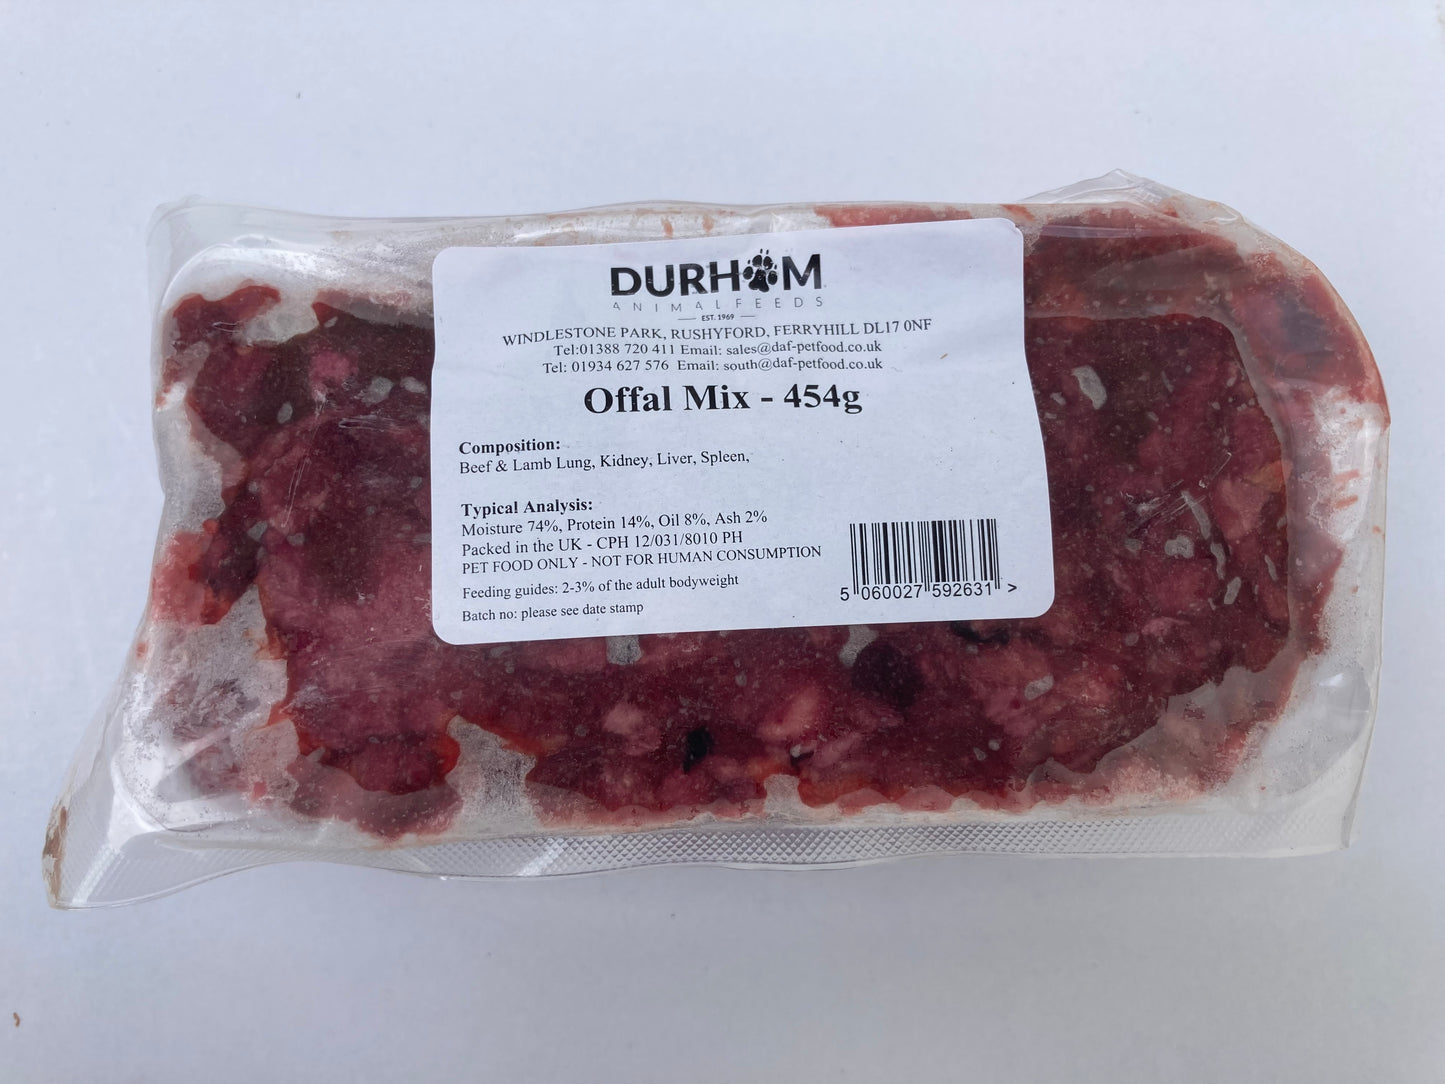 DURHAM
ANIMAL FEEDS
EST. 1969
WINDLESTONE PARK, RUSHYFORD, FERRYHILL DL17 0NF
Tel:01388 720 411 Email: sales@daf-petfood.co.uk
Tel: 01934 627 576 Email: south@daf-petfood.co.uk
Offal Mix - 454g
Composition:
Beef & Lamb Lung, Kidney, Liver, Spleen,
Typical Analysis:
Moisture 74%, Protein 14%, Oil 8%, Ash 2%
Packed in the UK - CPH 12/031/8010 PH
PET FOOD ONLY - NOT FOR HUMAN CONSUMPTION
Feeding guides: 2-3% of the adult bodyweight
Batch no: please see date stamp
5 060027 592631 >